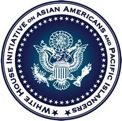 WHITE HOUSE INITIATIVE ON ASIAN AMERICANS AND PACIFIC ISLANDERS